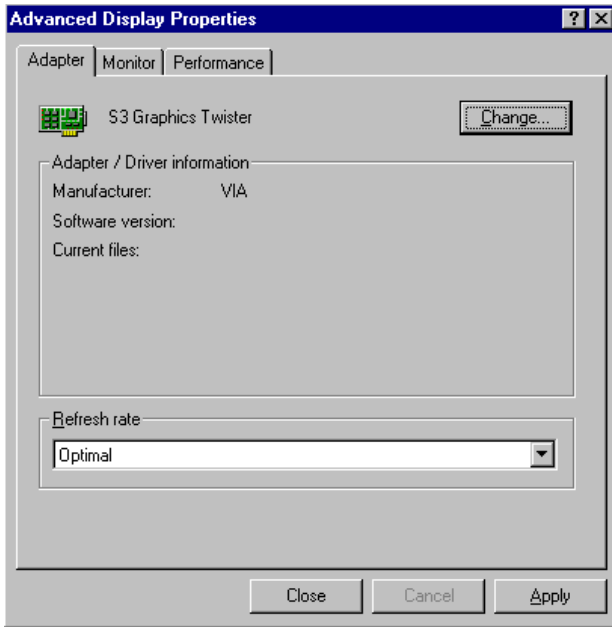 Advanced Display Properties
Adapter Monitor Performance
S3 Graphics Twister Change...
Adapter / Driver information
Manufacturer: VIA
Software version:
Current files:
Refresh rate
Optimal
Close Cancel Apply